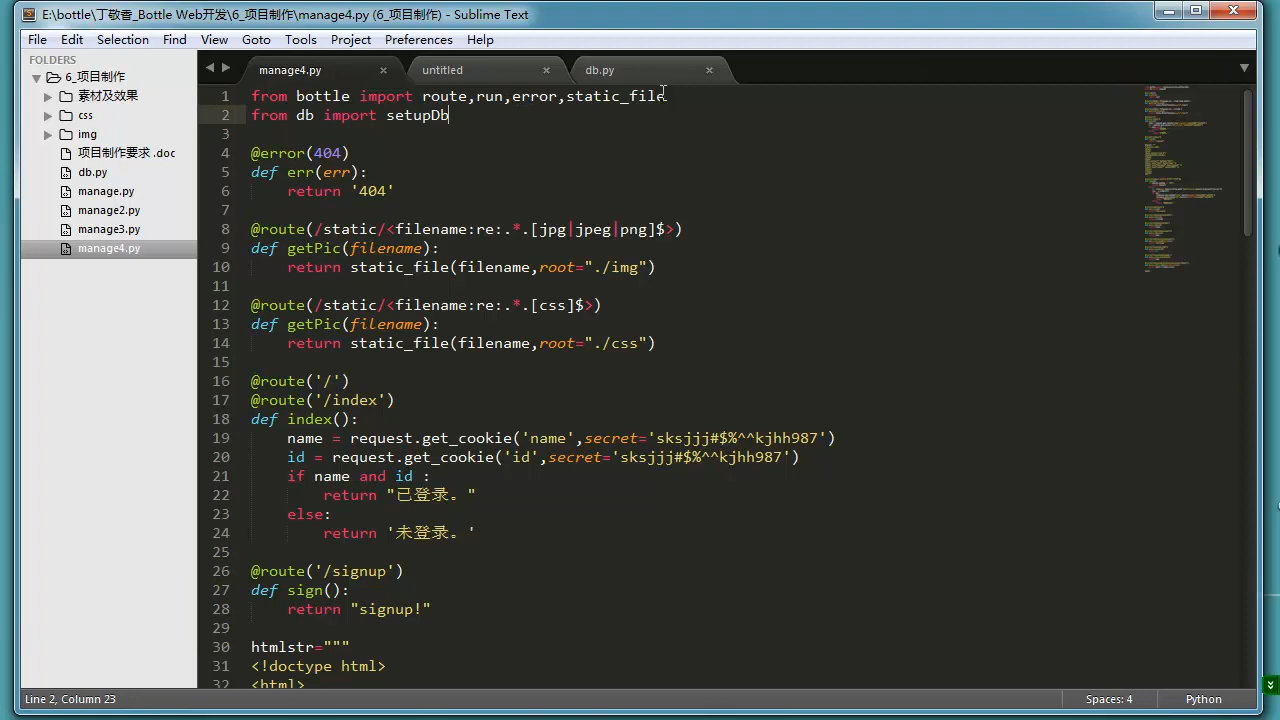 E:\bottle\丁敬香_Bottle Web开发\6_项目制作\manage4.py (6_项目制作) - Sublime Text
File Edit Selection Find View Goto Tools Project Preferences Help
FOLDERS
6_项目制作
素材及效果
css
img
项目制作要求 .doc
db.py
manage.py
manage2.py
manage3.py
manage4.py
manage4.py × untitled × db.py ×
1 from bottle import route,run,error,static_file
2 from db import setupDb
3
4 @error(404)
5 def err(err):
6 return '404'
7
8 @route(/static/<filename:re:.*.[jpg|jpeg|png]$>)
9 def getPic(filename):
10 return static_file(filename,root="./img")
11
12 @route(/static/<filename:re:.*.[css]$>)
13 def getPic(filename):
14 return static_file(filename,root="./css")
15
16 @route('/')
17 @route('/index')
18 def index():
19 name = request.get_cookie('name',secret='sksjjj#$%^^kjhh987')
20 id = request.get_cookie('id',secret='sksjjj#$%^^kjhh987')
21 if name and id :
22 return "已登录。"
23 else:
24 return '未登录。'
25
26 @route('/signup')
27 def sign():
28 return "signup!"
29
30 htmlstr="""
31 <!doctype html>
32 <html>
Line 2, Column 23 Spaces: 4 Python